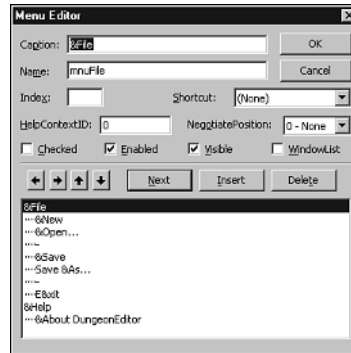 Menu Editor
Caption: &File
OK
Name: mnuFile
Cancel
Index:
Shortcut: (None)
HelpContextID: 0
NegotiatePosition: 0 - None
Checked
Enabled
Visible
WindowList
Next
Insert
Delete
&File
····&New
····&Open...
····-
····&Save
····Save &As...
····-
····E&xit
&Help
····&About DungeonEditor